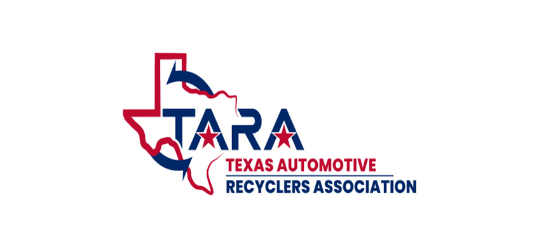 TARA
TEXAS AUTOMOTIVE
RECYCLERS ASSOCIATION